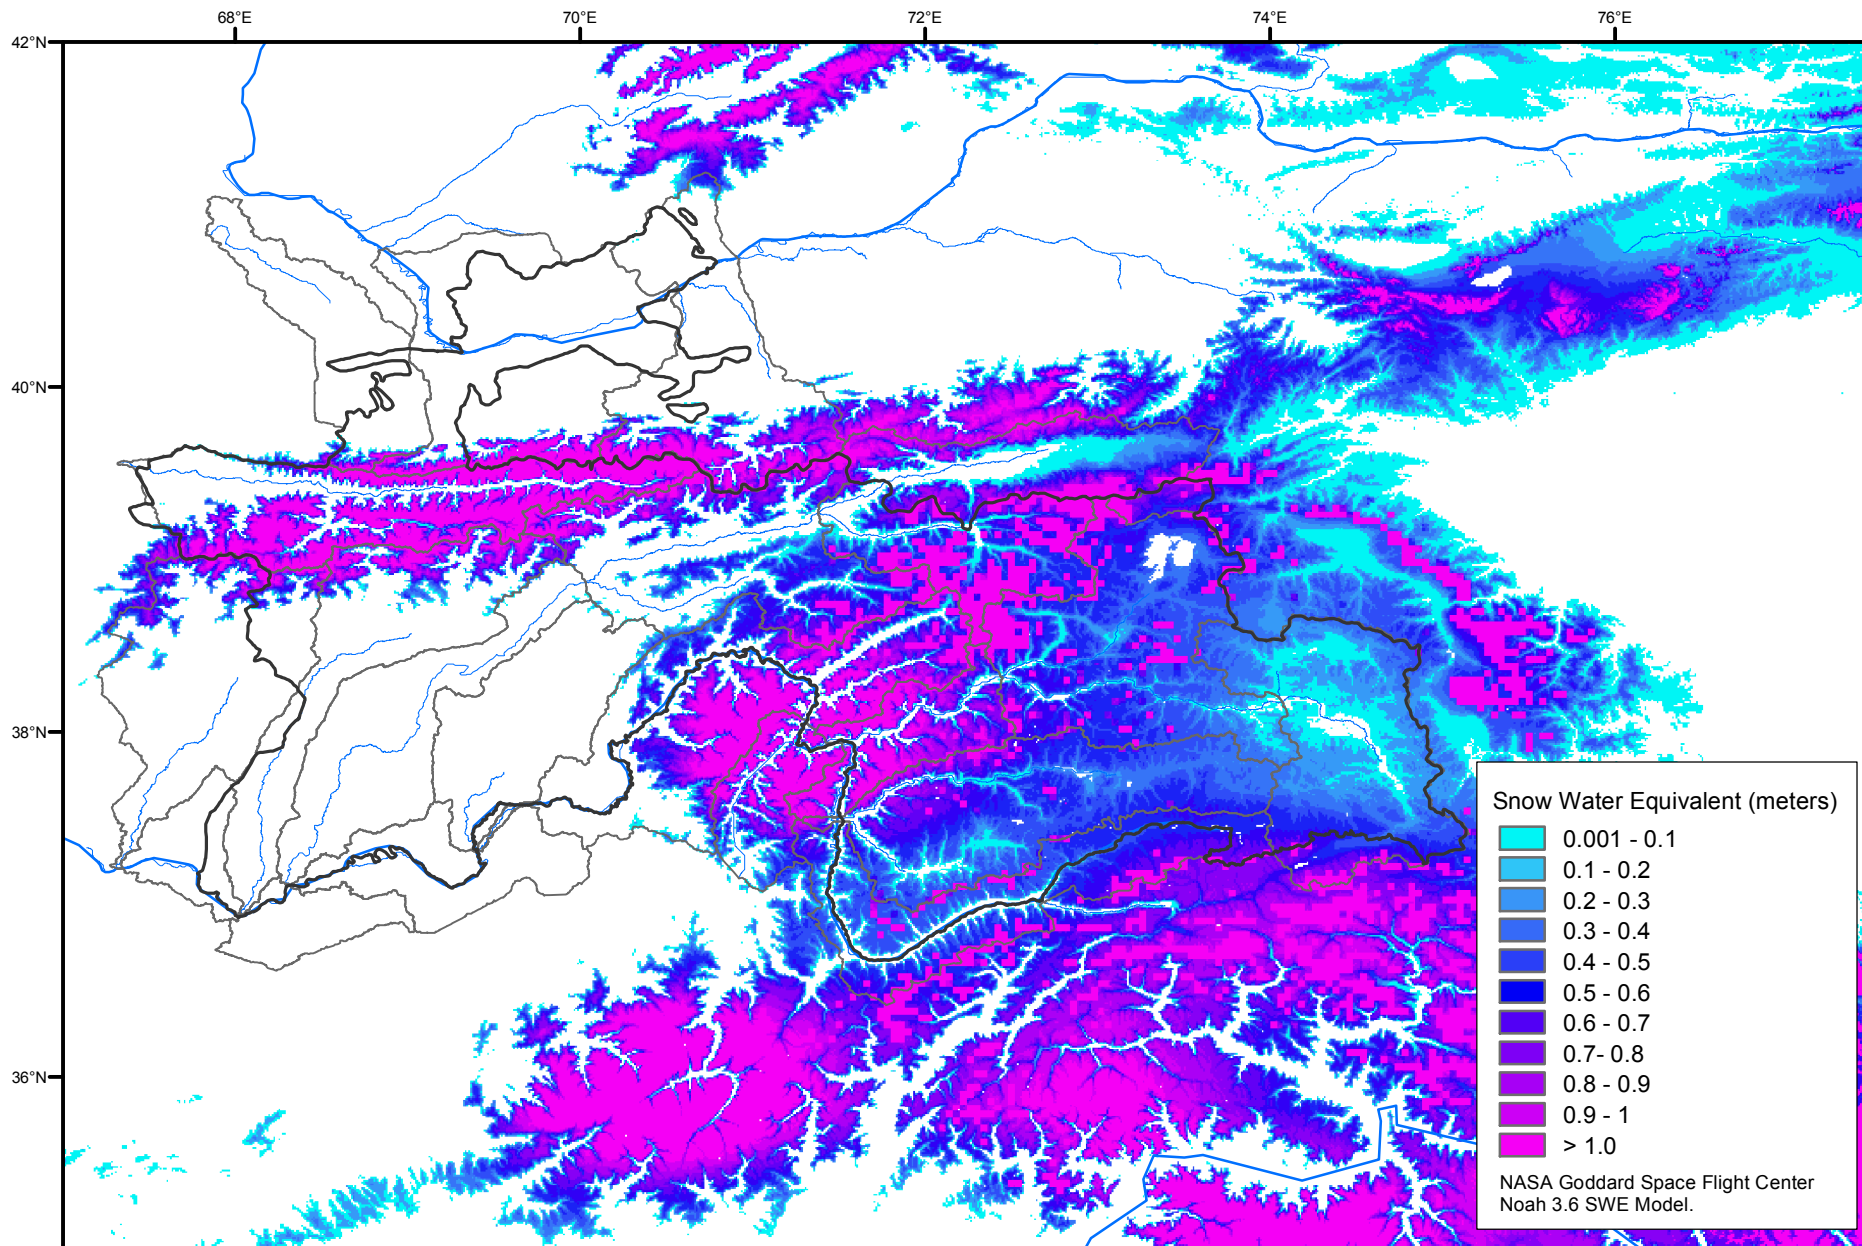 68°E 70°E 72°E 74°E 76°E
42°N
40°N
38°N
36°N
Snow Water Equivalent (meters)
0.001 - 0.1
0.1 - 0.2
0.2 - 0.3
0.3 - 0.4
0.4 - 0.5
0.5 - 0.6
0.6 - 0.7
0.7- 0.8
0.8 - 0.9
0.9 - 1
> 1.0
NASA Goddard Space Flight Center
Noah 3.6 SWE Model.